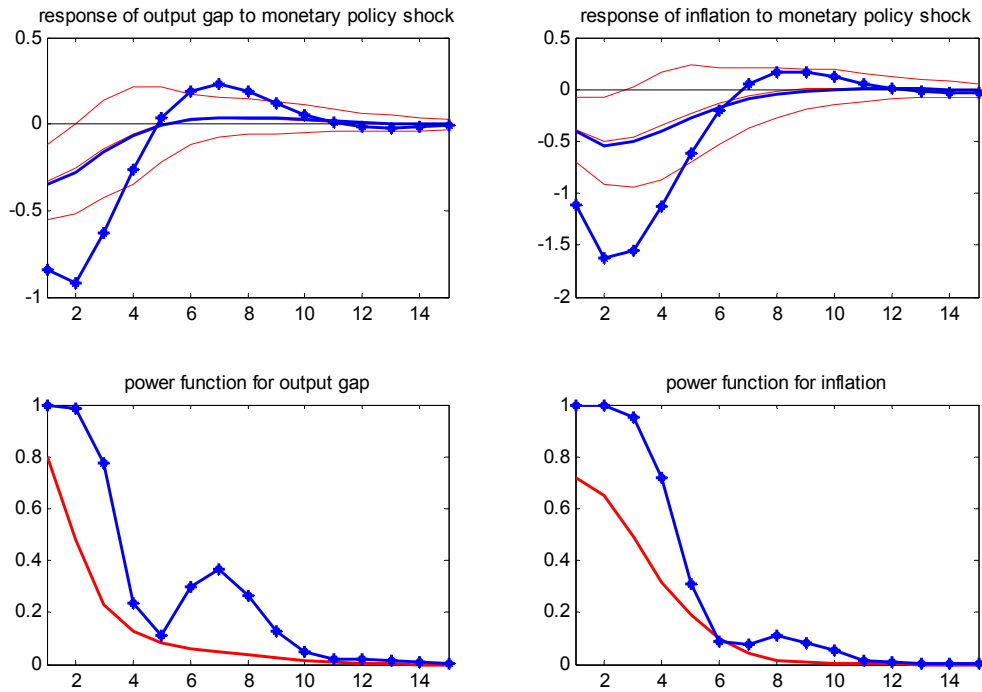 response of output gap to monetary policy shock
0.5
0
-0.5
-1
2 4 6 8 10 12 14
response of inflation to monetary policy shock
0.5
0
-0.5
-1
-1.5
-2
2 4 6 8 10 12 14
power function for output gap
1
0.8
0.6
0.4
0.2
0
2 4 6 8 10 12 14
power function for inflation
1
0.8
0.6
0.4
0.2
0
2 4 6 8 10 12 14